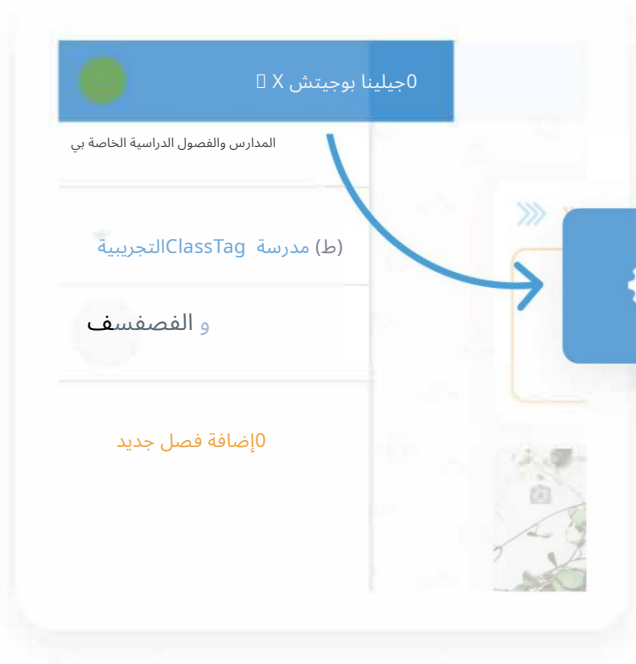 0جيلينا بوجيتش X
المدارس والفصول الدراسية الخاصة بي
(ط) مدرسة ClassTagالتجريبية
و الفصفسف
0إضافة فصل جديد